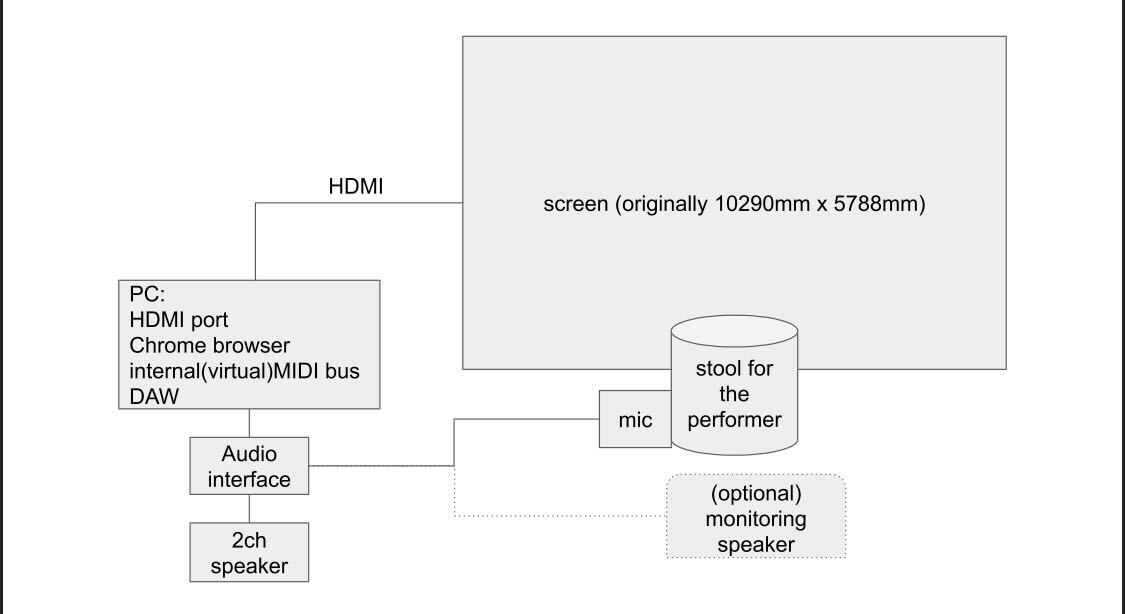 HDMI
screen (originally 10290mm x 5788mm)
PC:
HDMI port
Chrome browser
internal(virtual)MIDI bus
DAW
stool for
the
performer
mic
Audio
interface
(optional)
monitoring
speaker
2ch
speaker